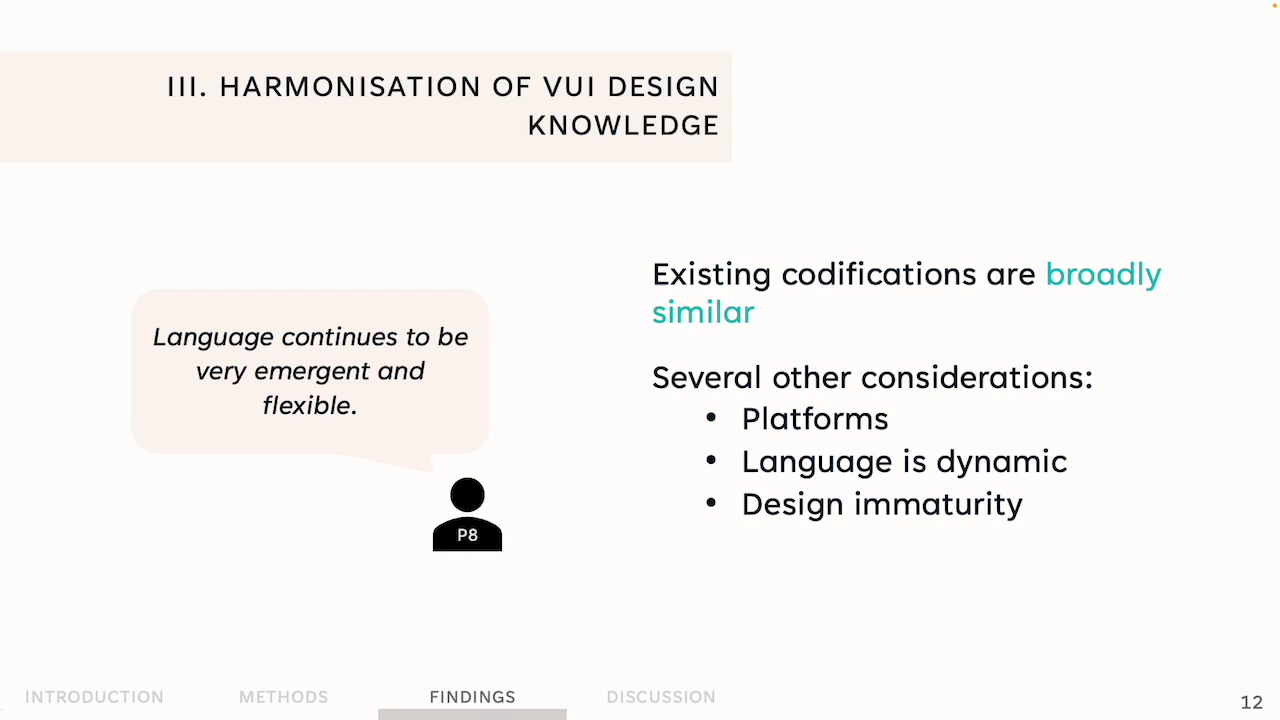 III. HARMONISATION OF VUI DESIGN
KNOWLEDGE
Language continues to be
very emergent and
flexible.
P8
Existing codifications are broadly
similar
Several other considerations:
• Platforms
• Language is dynamic
• Design immaturity
INTRODUCTION
METHODS
FINDINGS
DISCUSSION
12